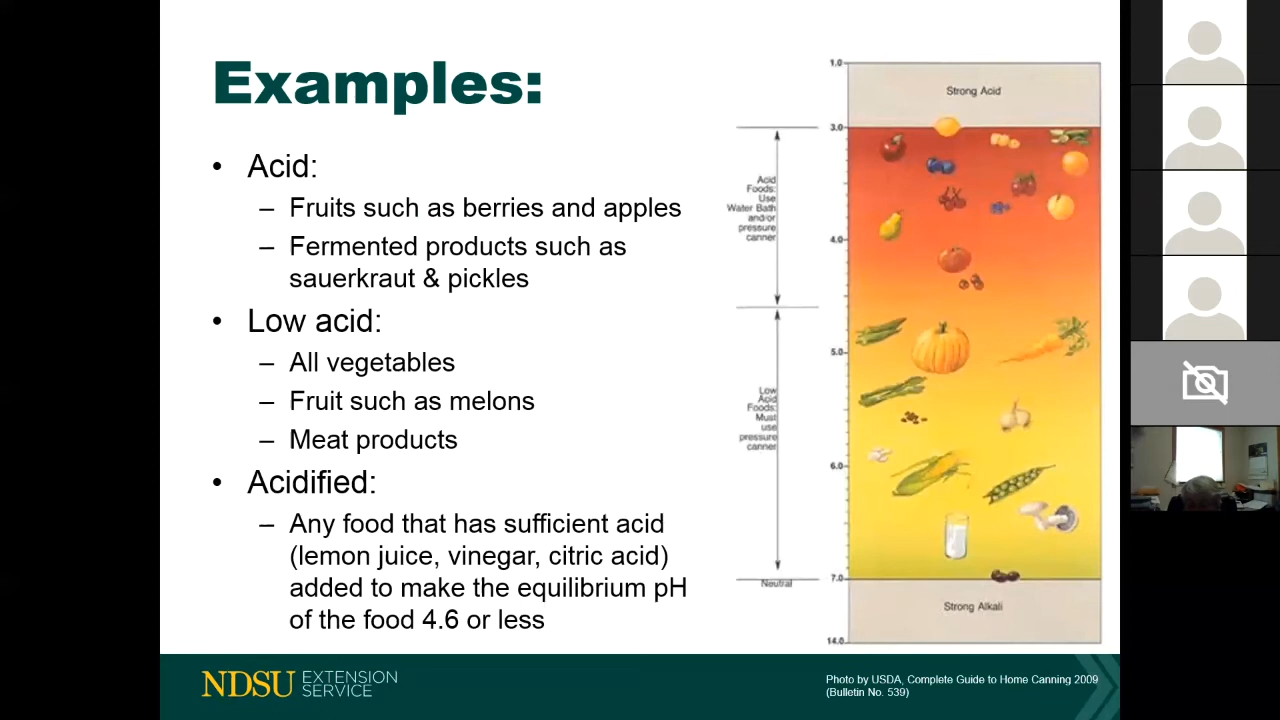 Examples:
• Acid:
– Fruits such as berries and apples
– Fermented products such as
sauerkraut & pickles
• Low acid:
– All vegetables
– Fruit such as melons
– Meat products
• Acidified:
– Any food that has sufficient acid
(lemon juice, vinegar, citric acid)
added to make the equilibrium pH
of the food 4.6 or less
1.0
Strong Acid
3.0
Acid
Foods:
Use
Water Bath
and/or
pressure
canner
4.0
5.0
Low
Acid
Foods:
Must
use
pressure
canner
6.0
7.0
Neutral
Strong Alkali
14.0
NDSU EXTENSION
SERVICE
Photo by USDA, Complete Guide to Home Canning 2009
(Bulletin No. 539)